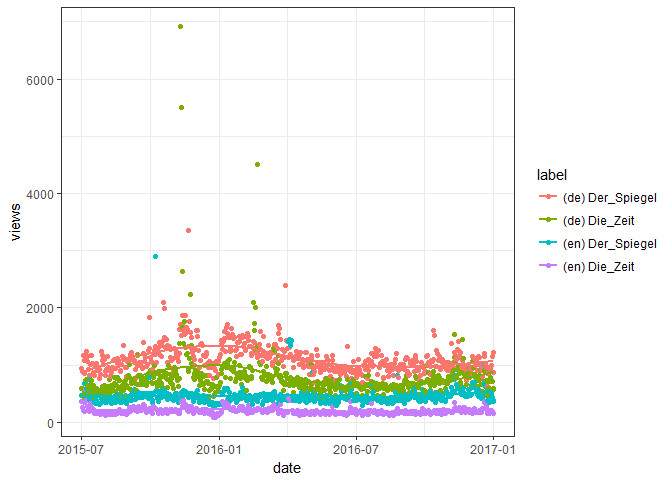 6000
4000
2000
0
views
2015-07
2016-01
2016-07
2017-01
date
label
(de) Der_Spiegel
(de) Die_Zeit
(en) Der_Spiegel
(en) Die_Zeit